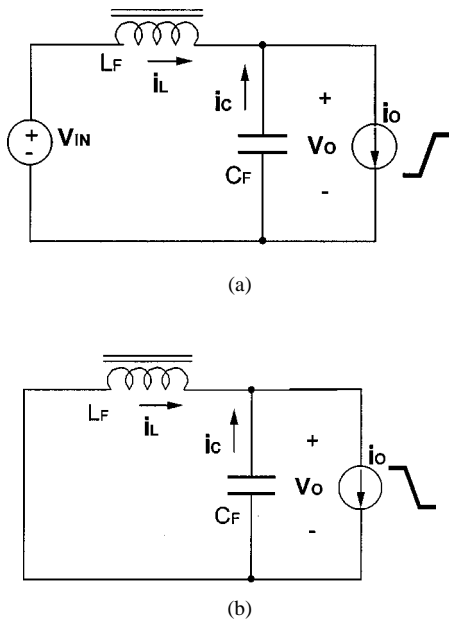 LF
iL
iC
+
iO
+
-
VIN
CF
VO
-
(a)
LF
iL
iC
+
iO
CF
VO
-
(b)